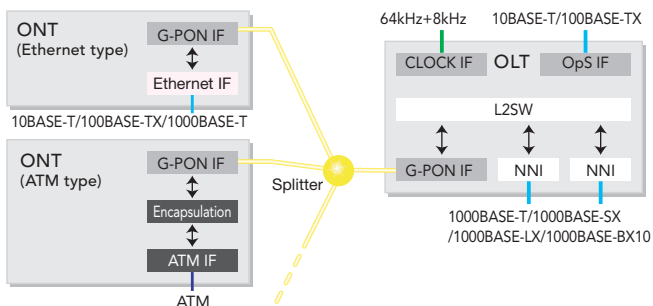 ONT
(Ethernet type)
G-PON IF
Ethernet IF
10BASE-T/100BASE-TX/1000BASE-T
ONT
(ATM type)
G-PON IF
Encapsulation
ATM IF
ATM
Splitter
64kHz+8kHz
10BASE-T/100BASE-TX
CLOCK IF
OLT
OpS IF
L2SW
G-PON IF
NNI
NNI
1000BASE-T/1000BASE-SX
/1000BASE-LX/1000BASE-BX10